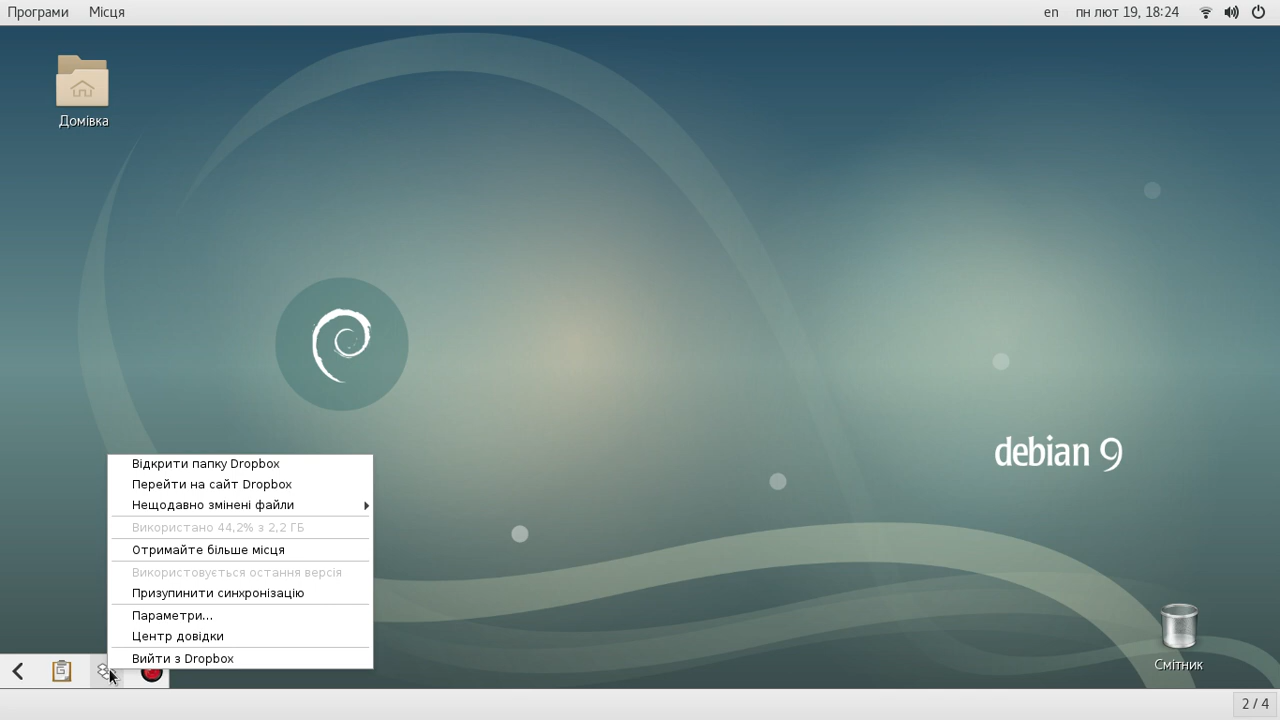 Програми Місця en пн лют 19, 18:24
Домівка
debian 9
Відкрити папку Dropbox
Перейти на сайт Dropbox
Нещодавно змінені файли
Використано 44,2% з 2,2 ГБ
Отримайте більше місця
Використовується остання версія
Призупинити синхронізацію
Параметри...
Центр довідки
Вийти з Dropbox
Смітник
2 / 4